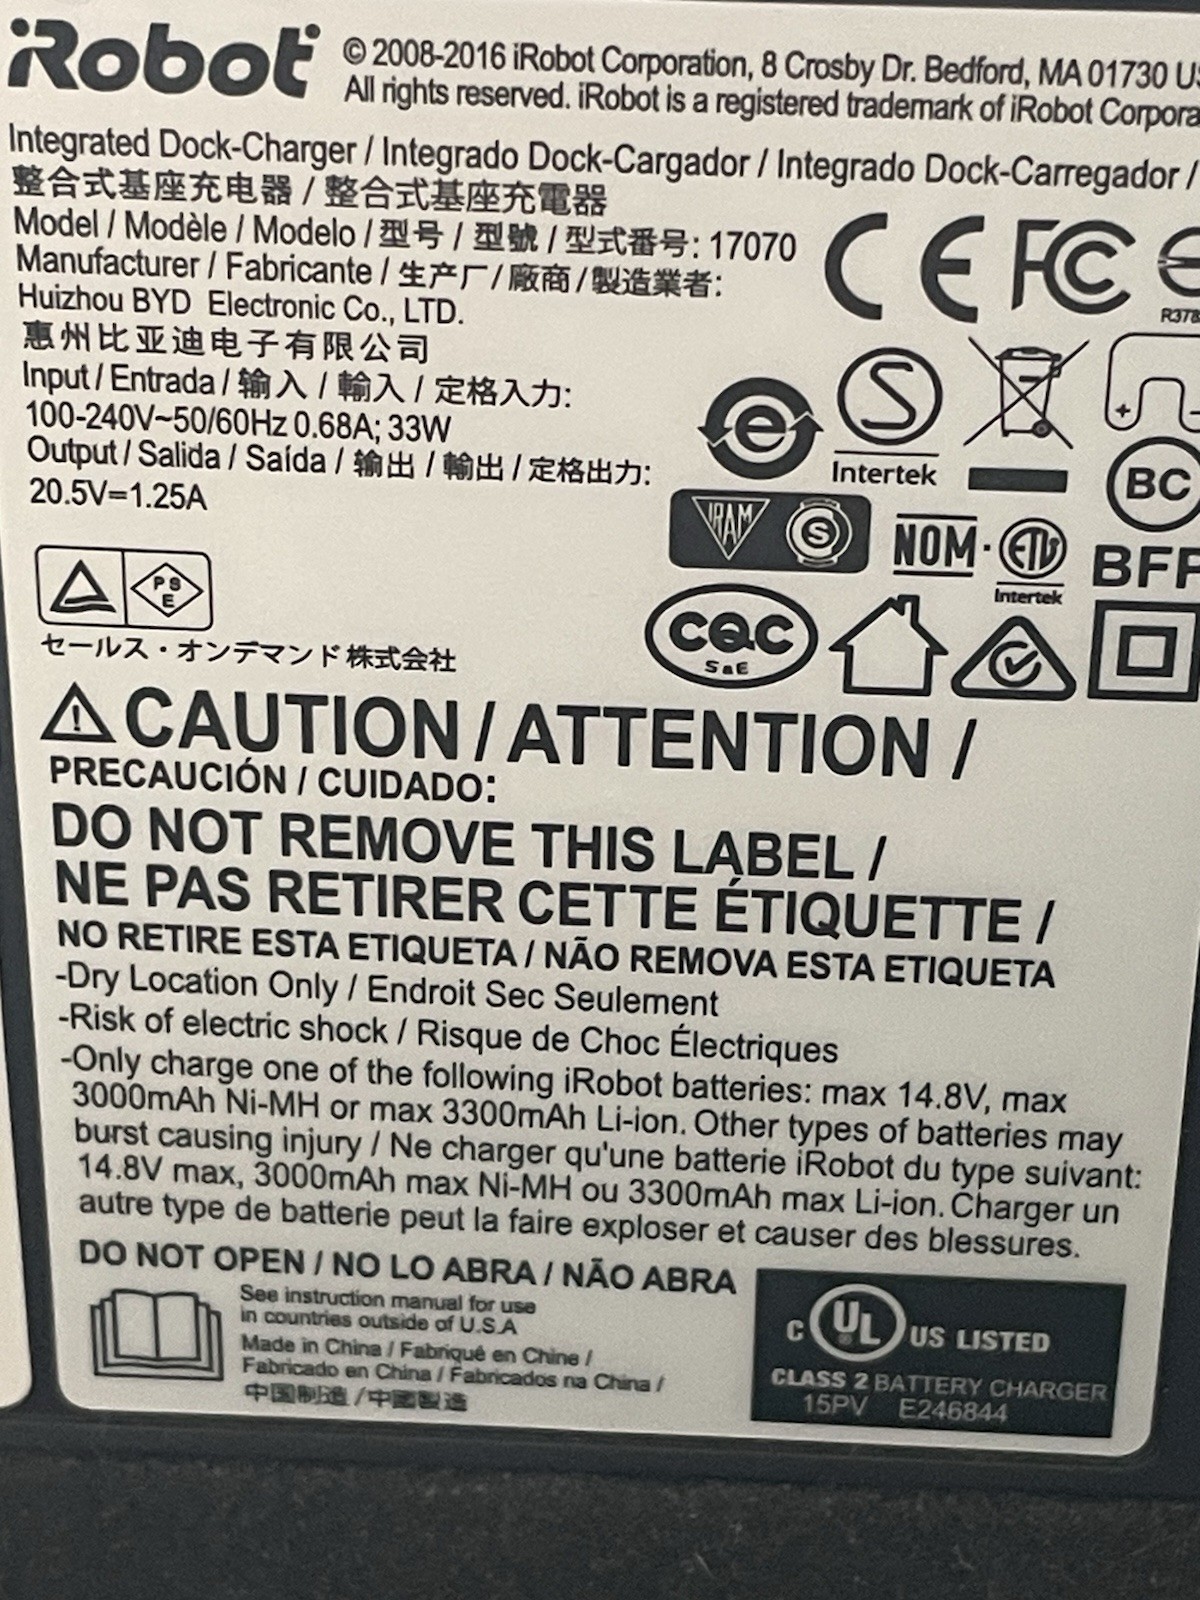 iRobot
© 2008-2016 iRobot Corporation, 8 Crosby Dr. Bedford, MA 01730
All rights reserved. iRobot is a registered trademark of iRobot
Integrated Dock-Charger / Integrado Dock-Cargador / Integrado Dock-Carregador /
整合式基座充电器 / 整合式基座充電器
Model / Modèle / Modelo / 型号 / 型號 / 型式番号: 17070
Manufacturer / Fabricante / 生产厂 / 廠商 / 製造業者:
Huizhou BYD Electronic Co., LTD.
惠州比亚迪电子有限公司
Input / Entrada / 输入 / 輸入 / 定格入力:
100-240V~50/60Hz 0.68A; 33W
Output / Salida / Saída / 输出 / 輸出 / 定格出力:
20.5V=1.25A
CE FC
R378
e
S
Intertek
+
BC
IRAM S
NOM · ETL
Intertek
PS
E
CQC
S&E
セールス・オンデマンド株式会社
⚠ CAUTION / ATTENTION /
PRECAUCIÓN / CUIDADO:
DO NOT REMOVE THIS LABEL /
NE PAS RETIRER CETTE ÉTIQUETTE /
NO RETIRE ESTA ETIQUETA / NÃO REMOVA ESTA ETIQUETA
-Dry Location Only / Endroit Sec Seulement
-Risk of electric shock / Risque de Choc Électriques
-Only charge one of the following iRobot batteries: max 14.8V, max
3000mAh Ni-MH or max 3300mAh Li-ion. Other types of batteries may
burst causing injury / Ne charger qu'une batterie iRobot du type suivant:
14.8V max, 3000mAh max Ni-MH ou 3300mAh max Li-ion. Charger un
autre type de batterie peut la faire exploser et causer des blessures.
DO NOT OPEN / NO LO ABRA / NÃO ABRA
See instruction manual for use
in countries outside of U.S.A
Made in China / Fabriqué en Chine /
Fabricado en China / Fabricados na China /
中国制造 / 中國製造
C UL US LISTED
CLASS 2 BATTERY CHARGER
15PV E246844